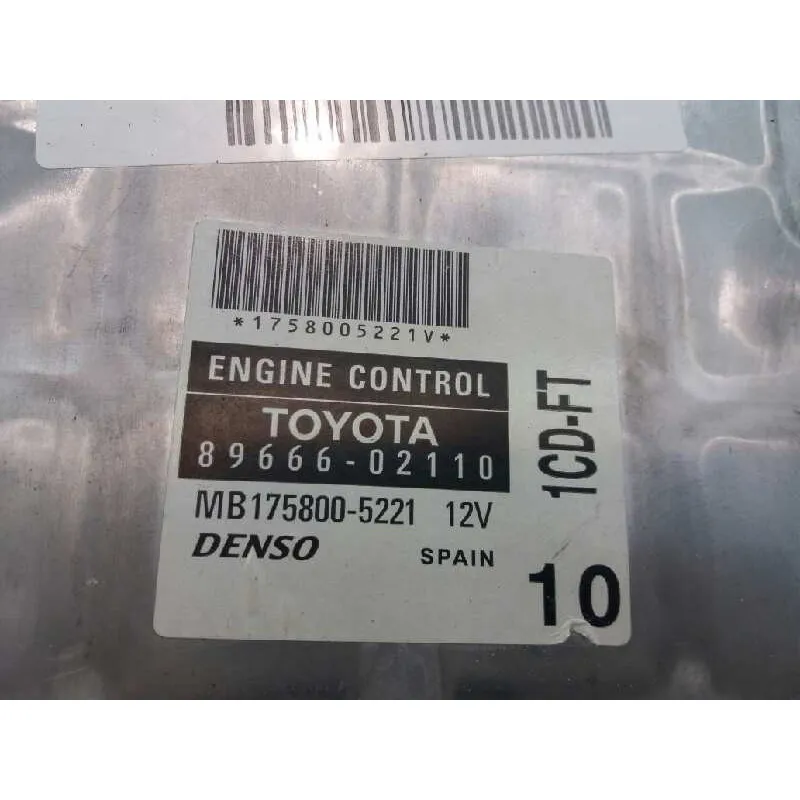 *1758005221V*
ENGINE CONTROL
TOYOTA
89666-02110
MB175800-5221 12V
DENSO SPAIN
1CD-FT
10